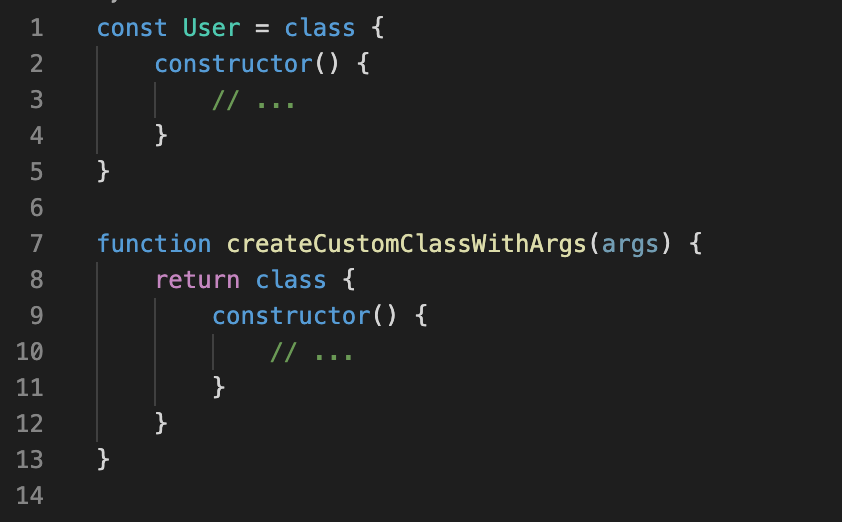 1 const User = class {
2 constructor() {
3 // ...
4 }
5 }
6
7 function createCustomClassWithArgs(args) {
8 return class {
9 constructor() {
10 // ...
11 }
12 }
13 }
14